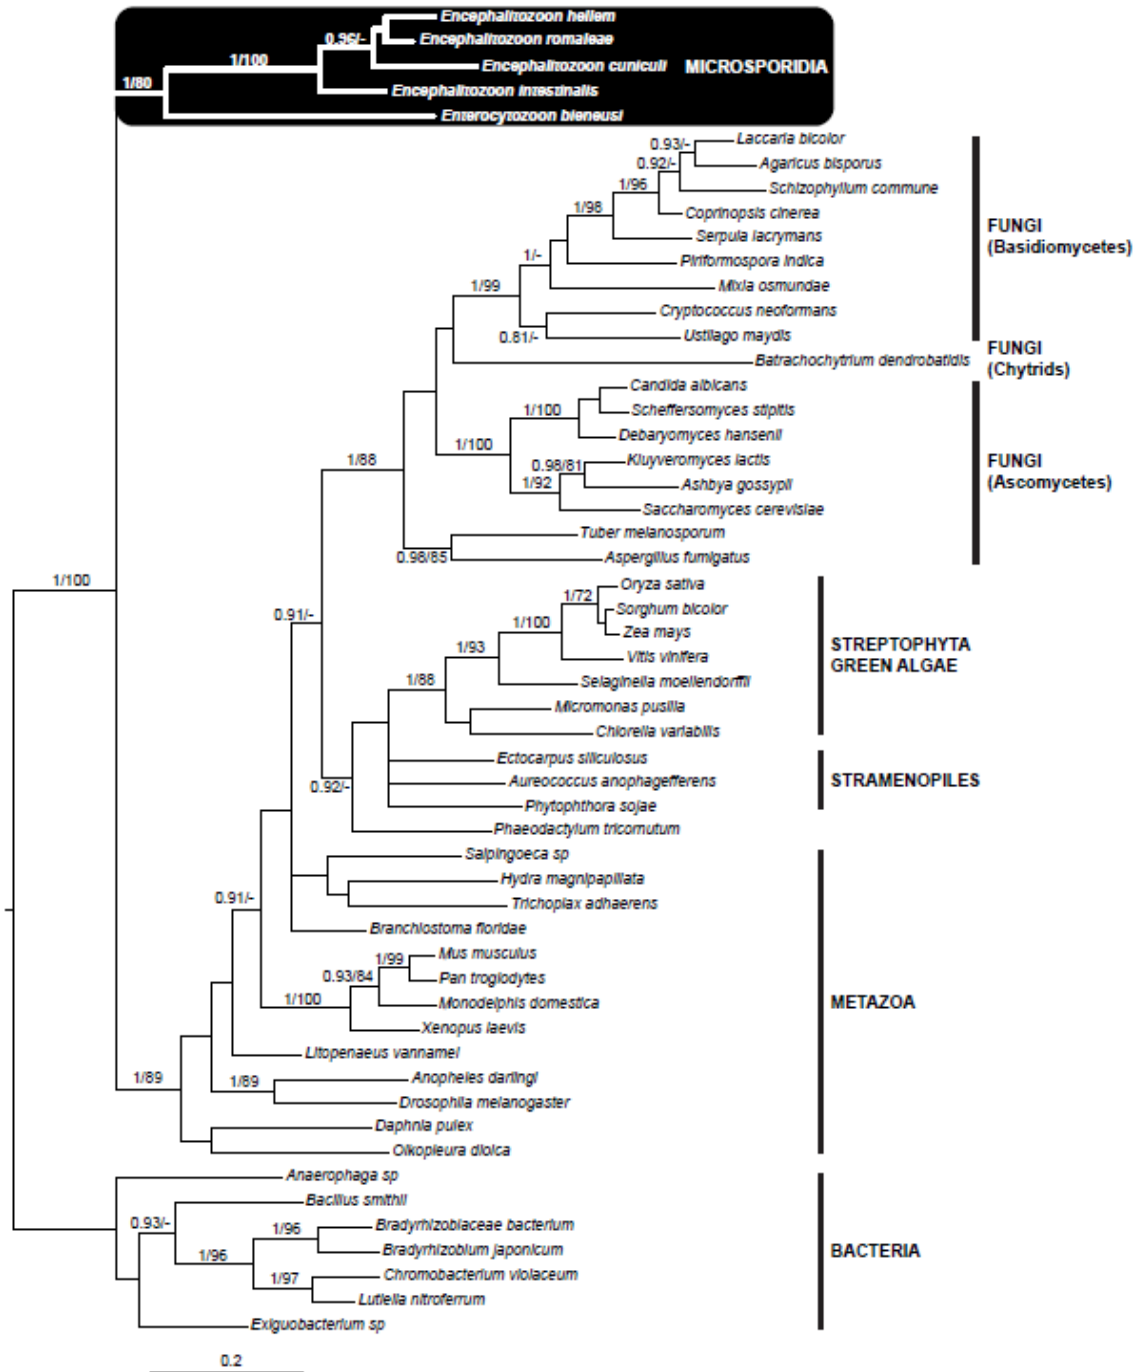 Encephalitozoon hellem
0.96/-
Encephalitozoon romaleae
1/100
Encephalitozoon cuniculi
MICROSPORIDIA
1/80
Encephalitozoon intestinalis
Enterocytozoon bieneusi
Laccaria bicolor
0.93/-
Agaricus bisporus
0.92/-
Schizophyllum commune
1/96
Coprinopsis cinerea
1/98
Serpula lacrymans
FUNGI
(Basidiomycetes)
Piriformospora indica
1/-
Mixia osmundae
1/99
Cryptococcus neoformans
0.81/-
Ustilago maydis
Batrachochytrium dendrobatidis
FUNGI
(Chytrids)
Candida albicans
1/100
Scheffersomyces stipitis
Debaryomyces hansenii
1/100
Kluyveromyces lactis
0.98/81
1/88
FUNGI
(Ascomycetes)
Ashbya gossypii
1/92
Saccharomyces cerevisiae
Tuber melanosporum
0.98/85
Aspergillus fumigatus
1/100
Oryza sativa
1/72
Sorghum bicolor
0.91/-
1/100
Zea mays
STREPTOPHYTA
GREEN ALGAE
1/93
Vitis vinifera
1/88
Selaginella moellendorffii
Micromonas pusilla
Chlorella variabilis
Ectocarpus siliculosus
0.92/-
Aureococcus anophagefferens
STRAMENOPILES
Phytophthora sojae
Phaeodactylum tricornutum
Salpingoeca sp
Hydra magnipapillata
0.91/-
Trichoplax adhaerens
Branchiostoma floridae
Mus musculus
1/99
0.93/84
Pan troglodytes
1/100
Monodelphis domestica
METAZOA
Xenopus laevis
Litopenaeus vannamei
1/89
1/89
Anopheles darlingi
Drosophila melanogaster
Daphnia pulex
Oikopleura dioica
Anaerophaga sp
Bacillus smithii
0.93/-
1/96
Bradyrhizobiaceae bacterium
1/96
Bradyrhizobium japonicum
BACTERIA
1/97
Chromobacterium violaceum
Lutiella nitroferrum
Exiguobacterium sp
0.2